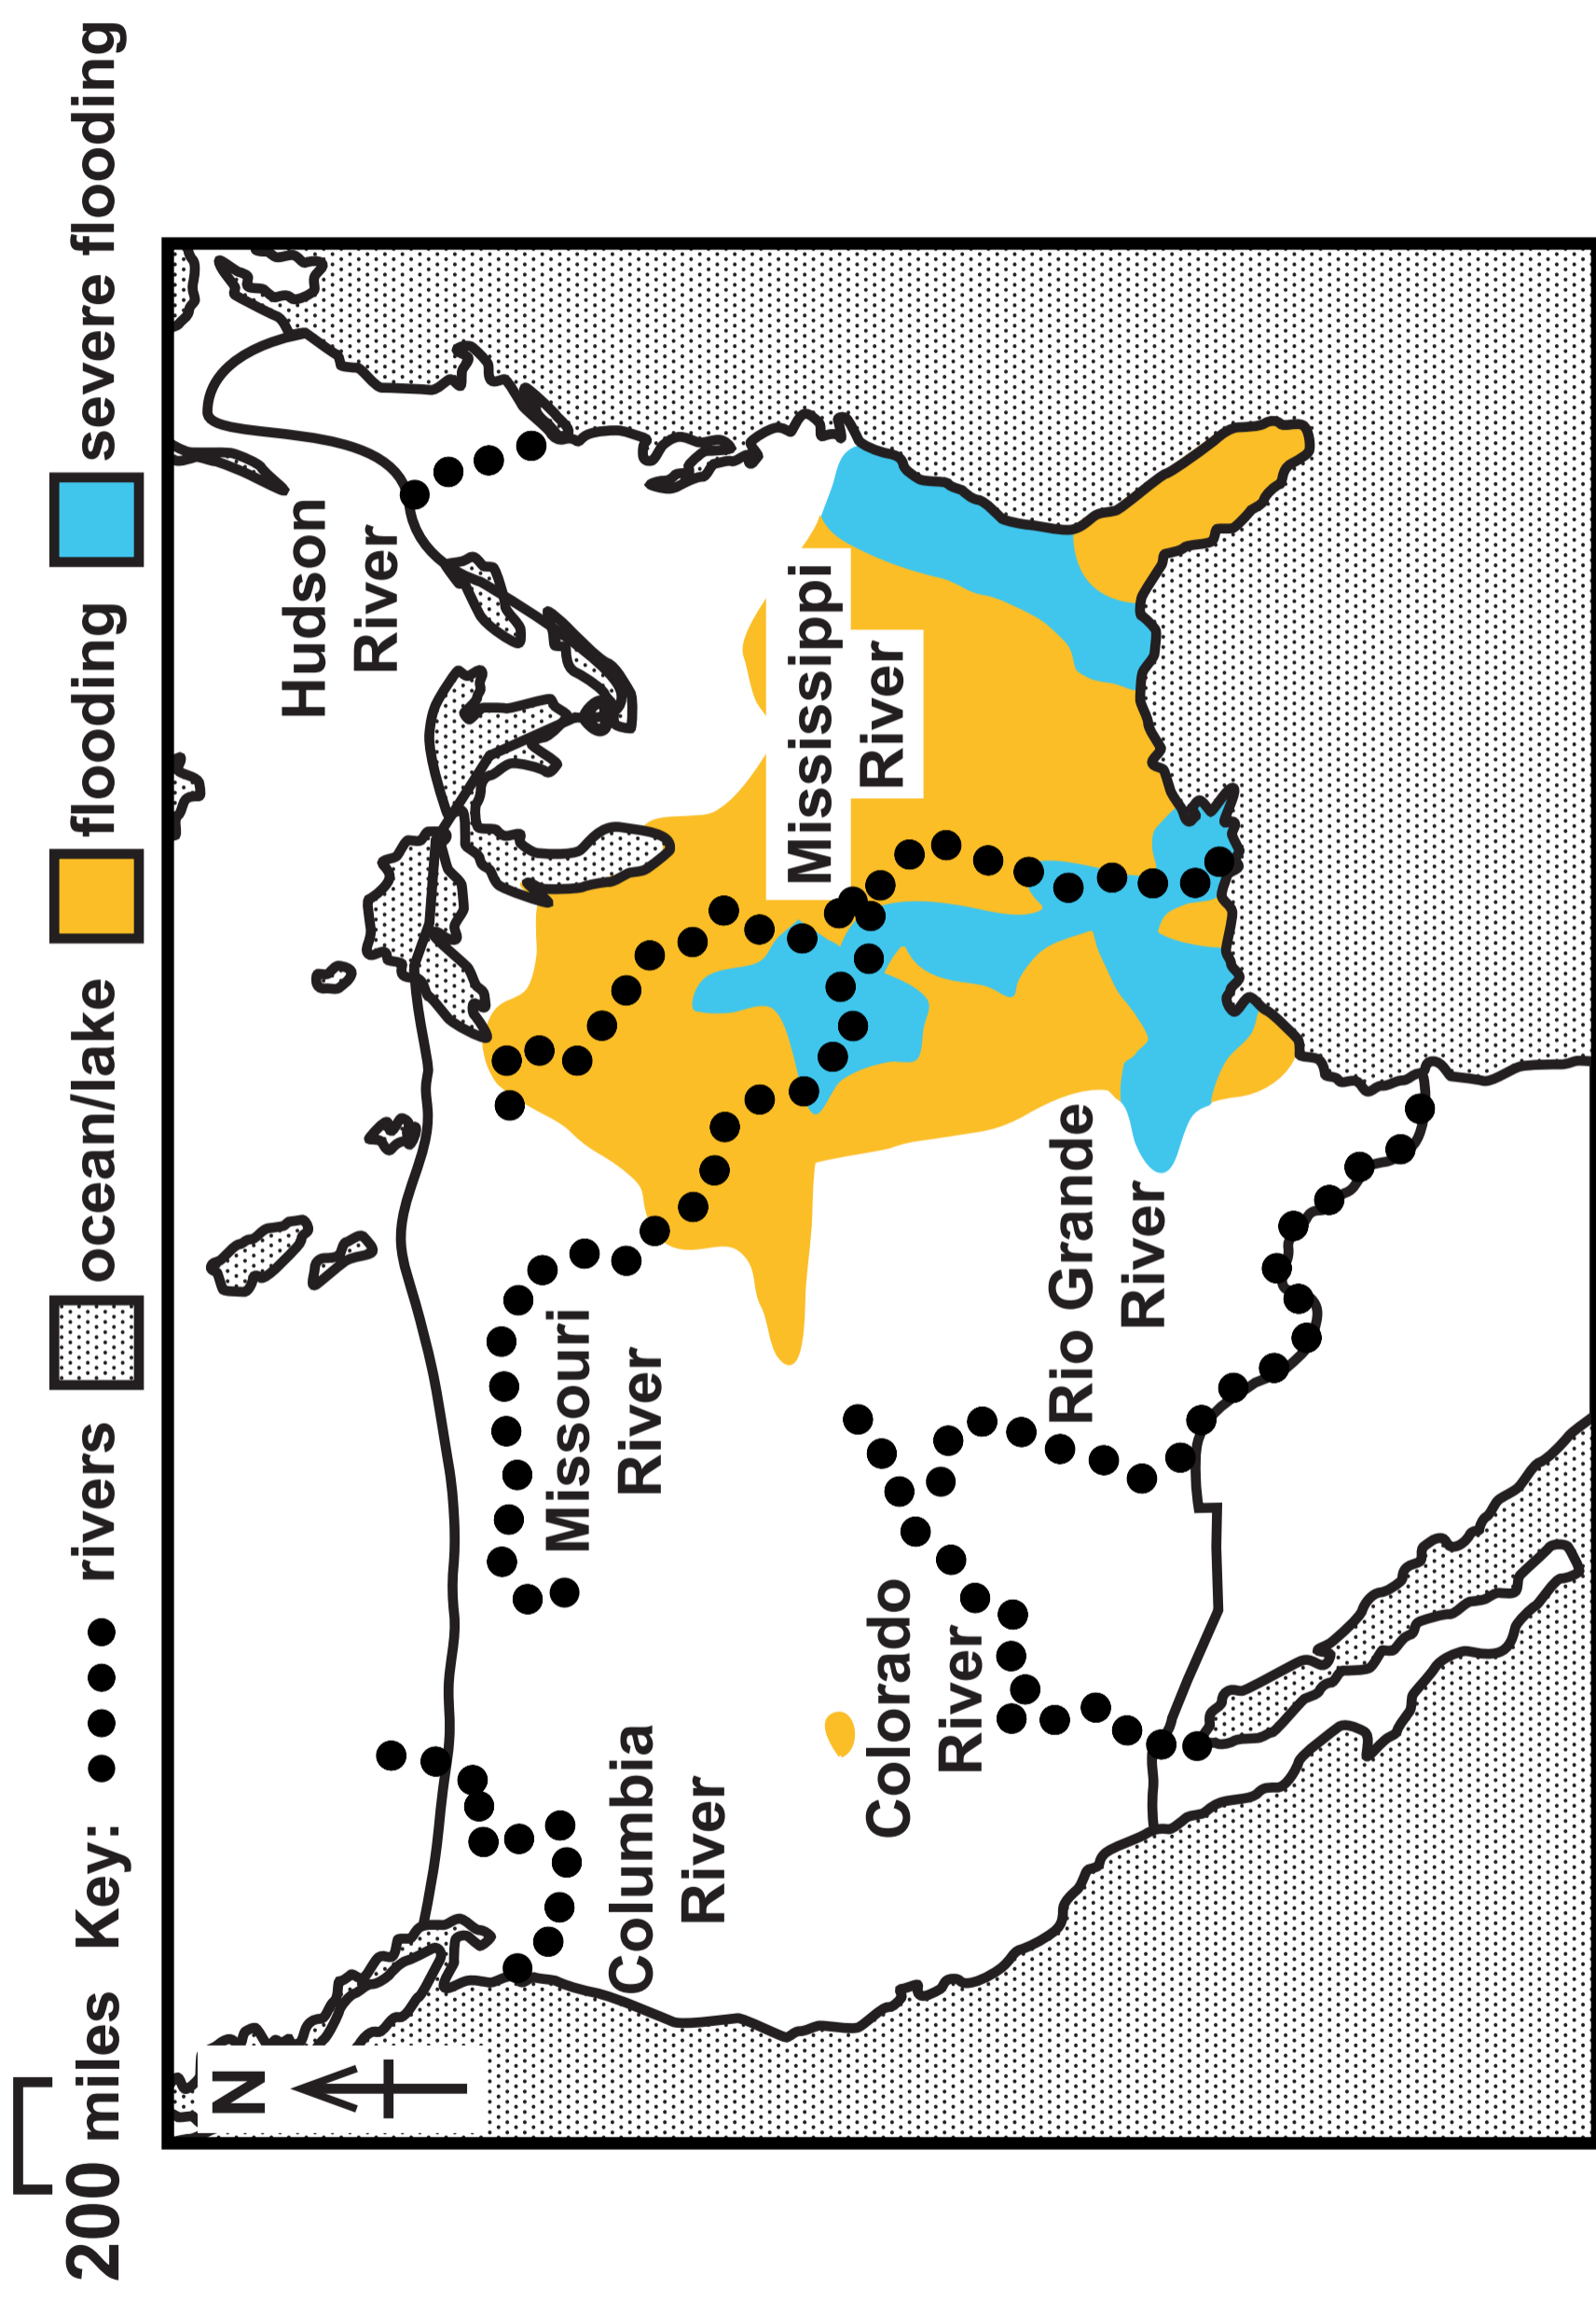 200 miles Key: rivers ocean/lake flooding severe flooding
N
Hudson
River
Columbia
River
Missouri
River
Mississippi
River
Colorado
River
Rio Grande
River